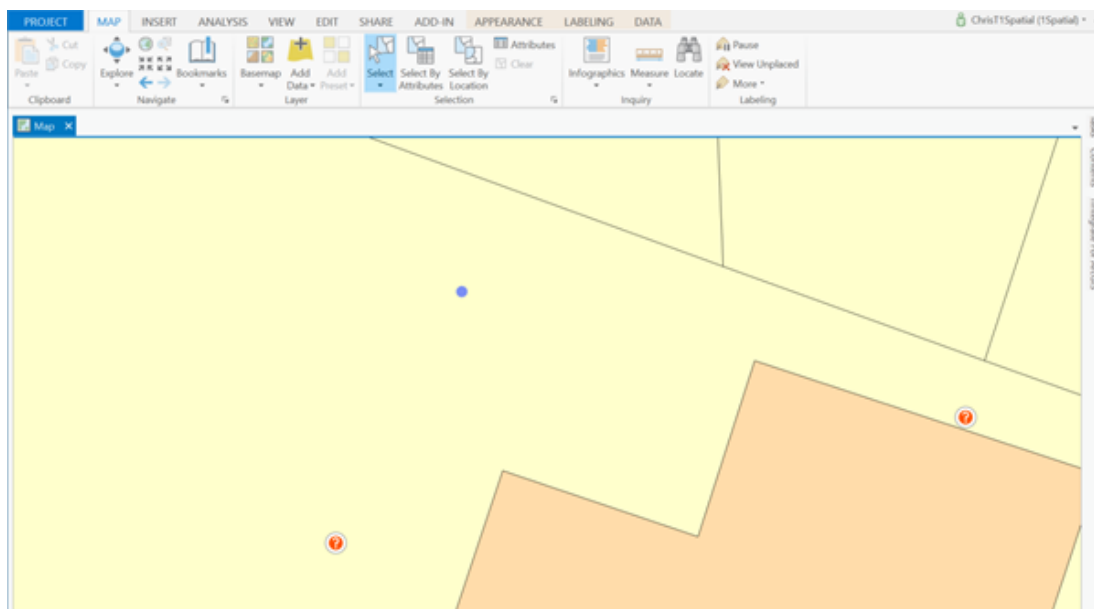 PROJECT MAP INSERT ANALYSIS VIEW EDIT SHARE ADD-IN APPEARANCE LABELING DATA ChrisT1Spatial (1Spatial)
Paste
Cut
Copy
Clipboard
Explore
Bookmarks
Navigate
Basemap
Add
Data
Add
Preset
Layer
Select
Select By
Attributes
Select By
Location
Attributes
Clear
Selection
Infographics
Measure
Locate
Inquiry
Pause
View Unplaced
More
Labeling
Map
?
?